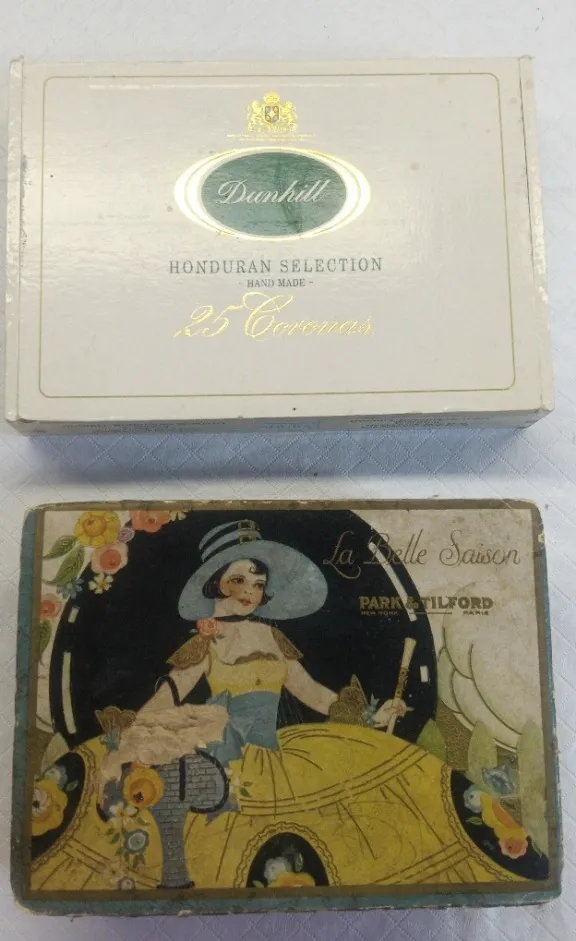 Dunhill
HONDURAN SELECTION
- HAND MADE -
25 Coronas.
La Belle Saison
PARK & TILFORD
NEW YORK PARIS